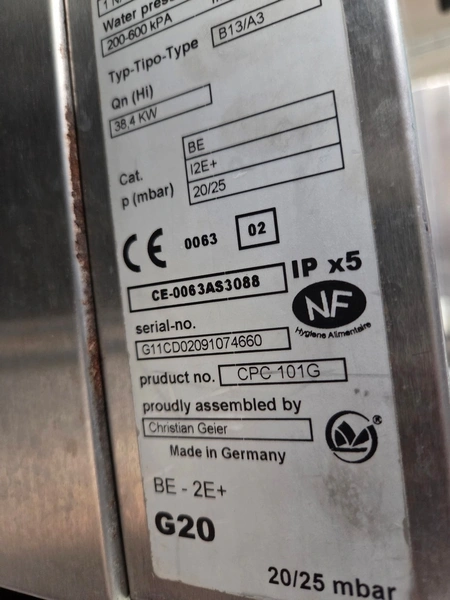 Water press
200-600 kPA
Typ-Tipo-Type
B13/A3
Qn (Hi)
38,4 KW
BE
Cat.
I2E+
p (mbar)
20/25
CE 0063 02
IP x5
CE-0063AS3088
NF
Hygiene Alimentaire
serial-no.
G11CD02091074660
pruduct no. CPC 101G
proudly assembled by
Christian Geier
®
Made in Germany
BE - 2E+
G20
20/25 mbar